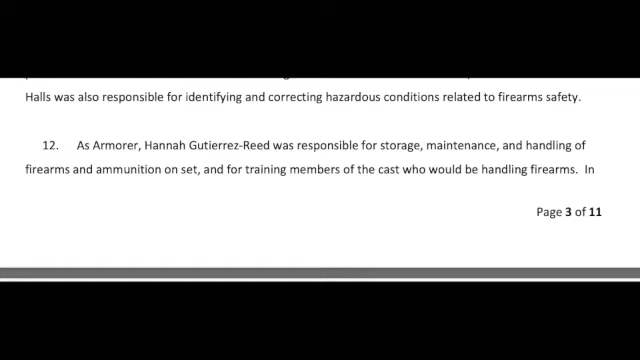 Halls was also responsible for identifying and correcting hazardous conditions related to firearms safety.
12. As Armorer, Hannah Gutierrez-Reed was responsible for storage, maintenance, and handling of
firearms and ammunition on set, and for training members of the cast who would be handling firearms. In
Page 3 of 11